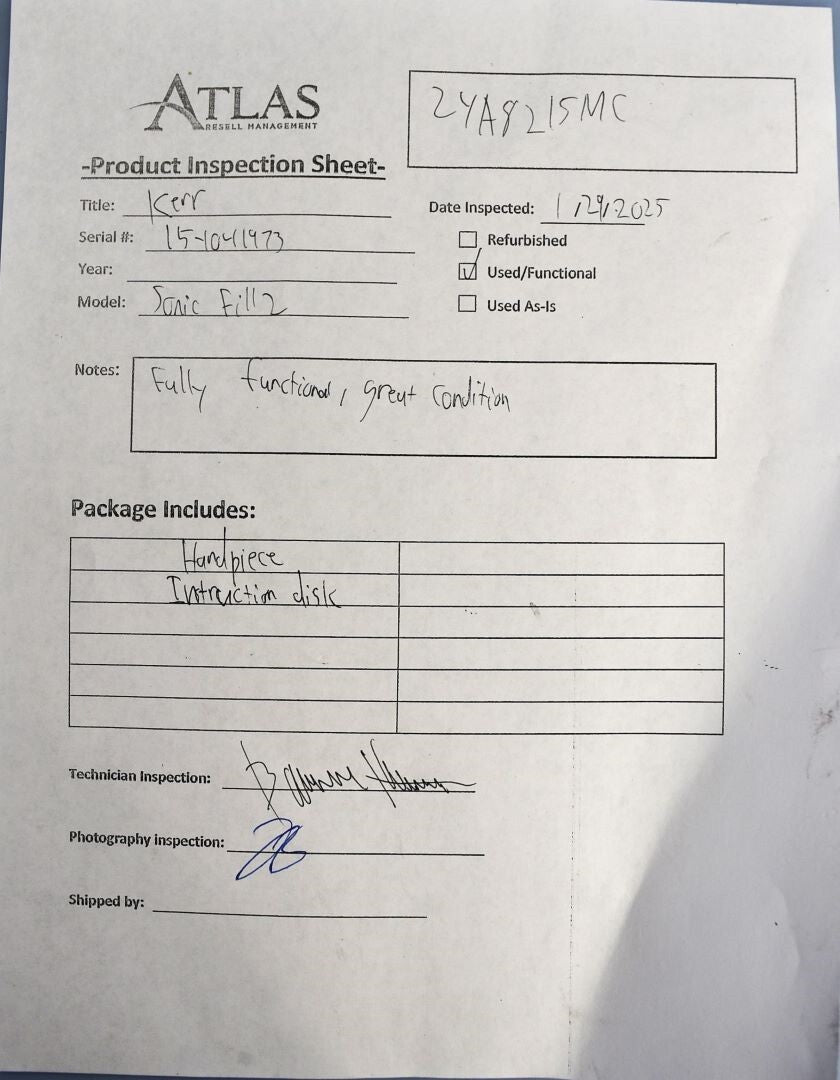 ATLAS
RESELL MANAGEMENT
24A8215MC
-Product Inspection Sheet-
Title: Kerr
Date Inspected: 1/29/2025
Serial #: 15-1041973
Refurbished
Year:
Used/Functional
Model: Sonic Fill 2
Used As-Is
Notes: Fully functional, great condition
Package Includes:
Handpiece
Intruction disk
Technician Inspection:
Photography inspection:
Shipped by: